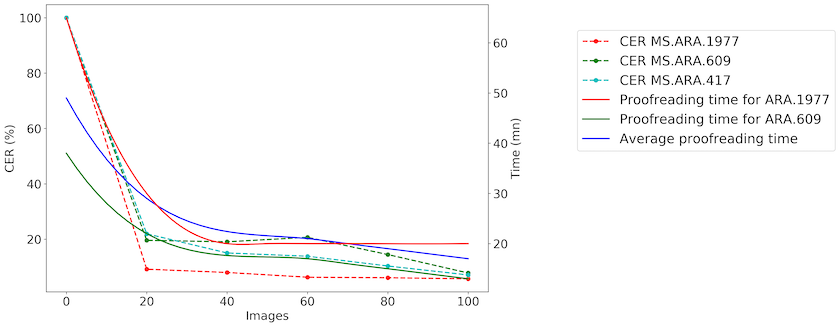 100
80
60
40
20
CER (%)
0
20
40
60
80
100
Images
60
50
40
30
20
Time (mn)
CER MS.ARA.1977
CER MS.ARA.609
CER MS.ARA.417
Proofreading time for ARA.1977
Proofreading time for ARA.609
Average proofreading time